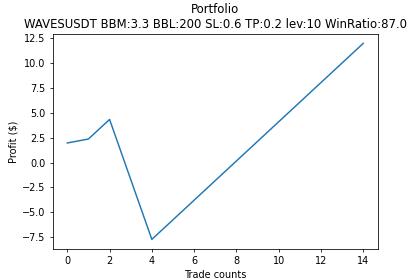 Portfolio
WAVESUSDT BBM:3.3 BBL:200 SL:0.6 TP:0.2 lev:10 WinRatio:87.0
12.5
10.0
7.5
5.0
2.5
0.0
−2.5
−5.0
−7.5
Profit ($)
0 2 4 6 8 10 12 14
Trade counts